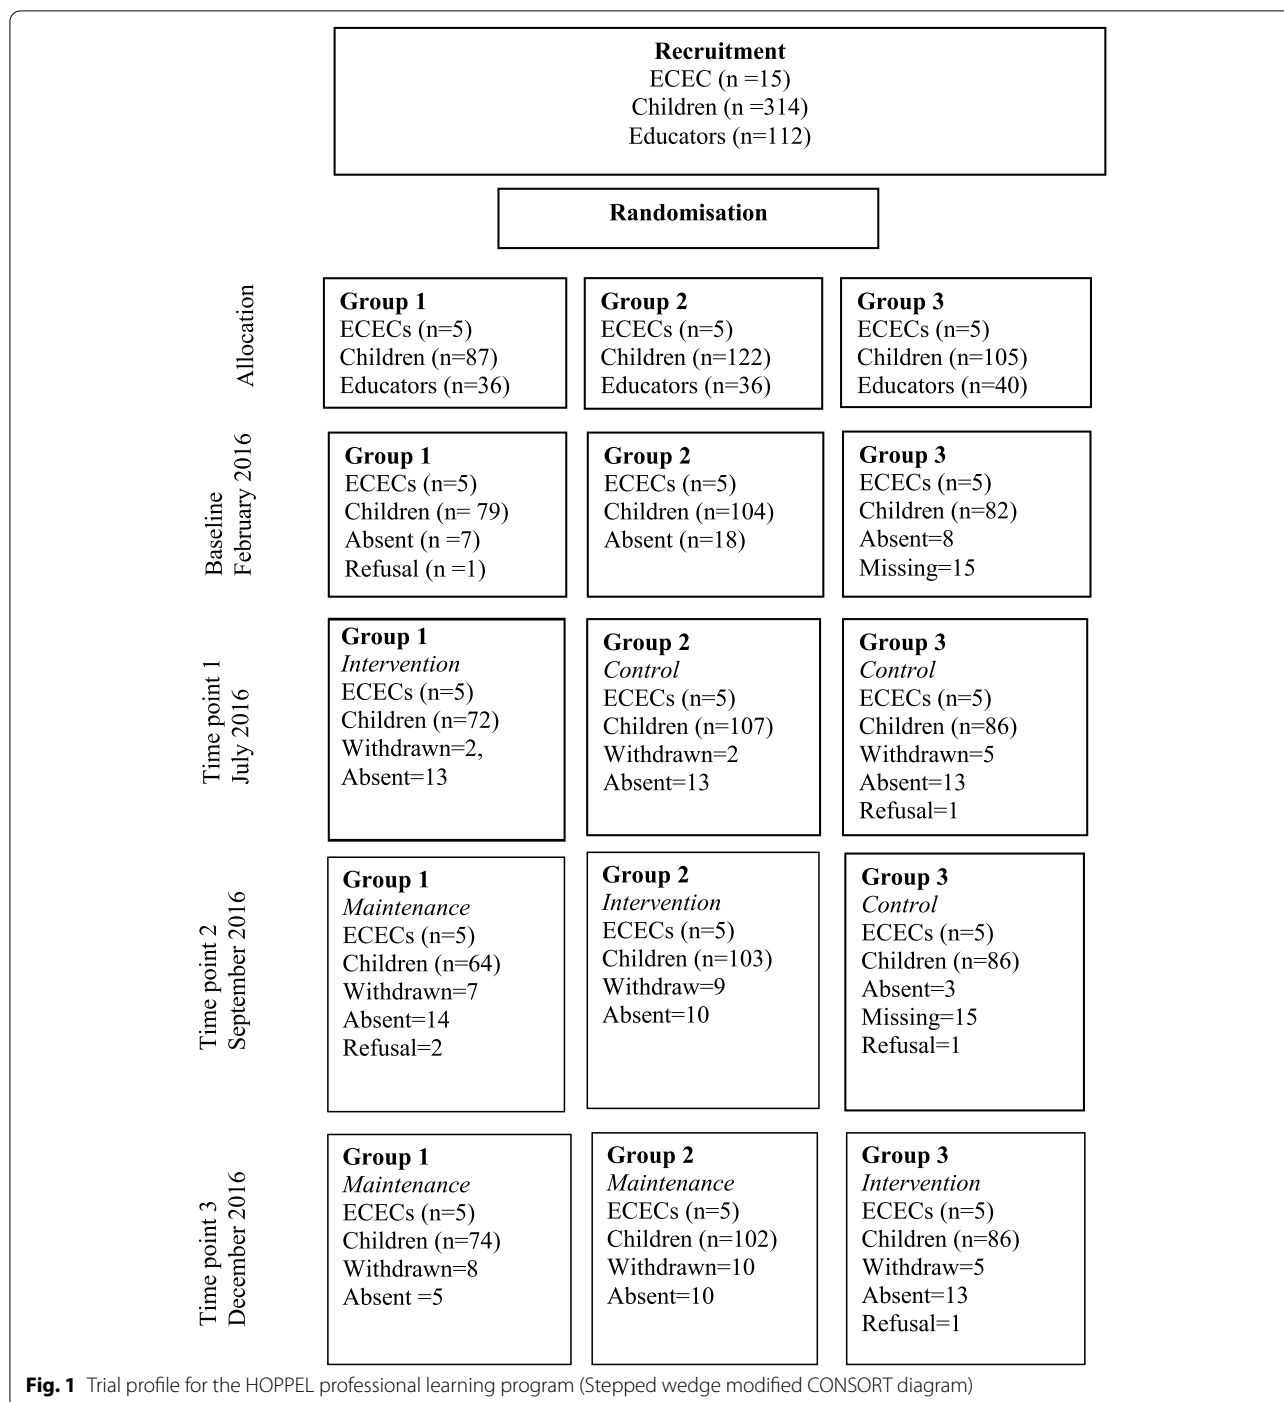 Recruitment
ECEC (n =15)
Children (n =314)
Educators (n=112)
Randomisation
Allocation
Group 1
ECECs (n=5)
Children (n=87)
Educators (n=36)
Group 2
ECECs (n=5)
Children (n=122)
Educators (n=36)
Group 3
ECECs (n=5)
Children (n=105)
Educators (n=40)
Baseline
February 2016
Group 1
ECECs (n=5)
Children (n= 79)
Absent (n =7)
Refusal (n =1)
Group 2
ECECs (n=5)
Children (n=104)
Absent (n=18)
Group 3
ECECs (n=5)
Children (n=82)
Absent=8
Missing=15
Time point 1
July 2016
Group 1
Intervention
ECECs (n=5)
Children (n=72)
Withdrawn=2,
Absent=13
Group 2
Control
ECECs (n=5)
Children (n=107)
Withdrawn=2
Absent=13
Group 3
Control
ECECs (n=5)
Children (n=86)
Withdrawn=5
Absent=13
Refusal=1
Time point 2
September 2016
Group 1
Maintenance
ECECs (n=5)
Children (n=64)
Withdrawn=7
Absent=14
Refusal=2
Group 2
Intervention
ECECs (n=5)
Children (n=103)
Withdraw=9
Absent=10
Group 3
Control
ECECs (n=5)
Children (n=86)
Absent=3
Missing=15
Refusal=1
Time point 3
December 2016
Group 1
Maintenance
ECECs (n=5)
Children (n=74)
Withdrawn=8
Absent =5
Group 2
Maintenance
ECECs (n=5)
Children (n=102)
Withdrawn=10
Absent=10
Group 3
Intervention
ECECs (n=5)
Children (n=86)
Withdraw=5
Absent=13
Refusal=1
Fig. 1 Trial profile for the HOPPEL professional learning program (Stepped wedge modified CONSORT diagram)